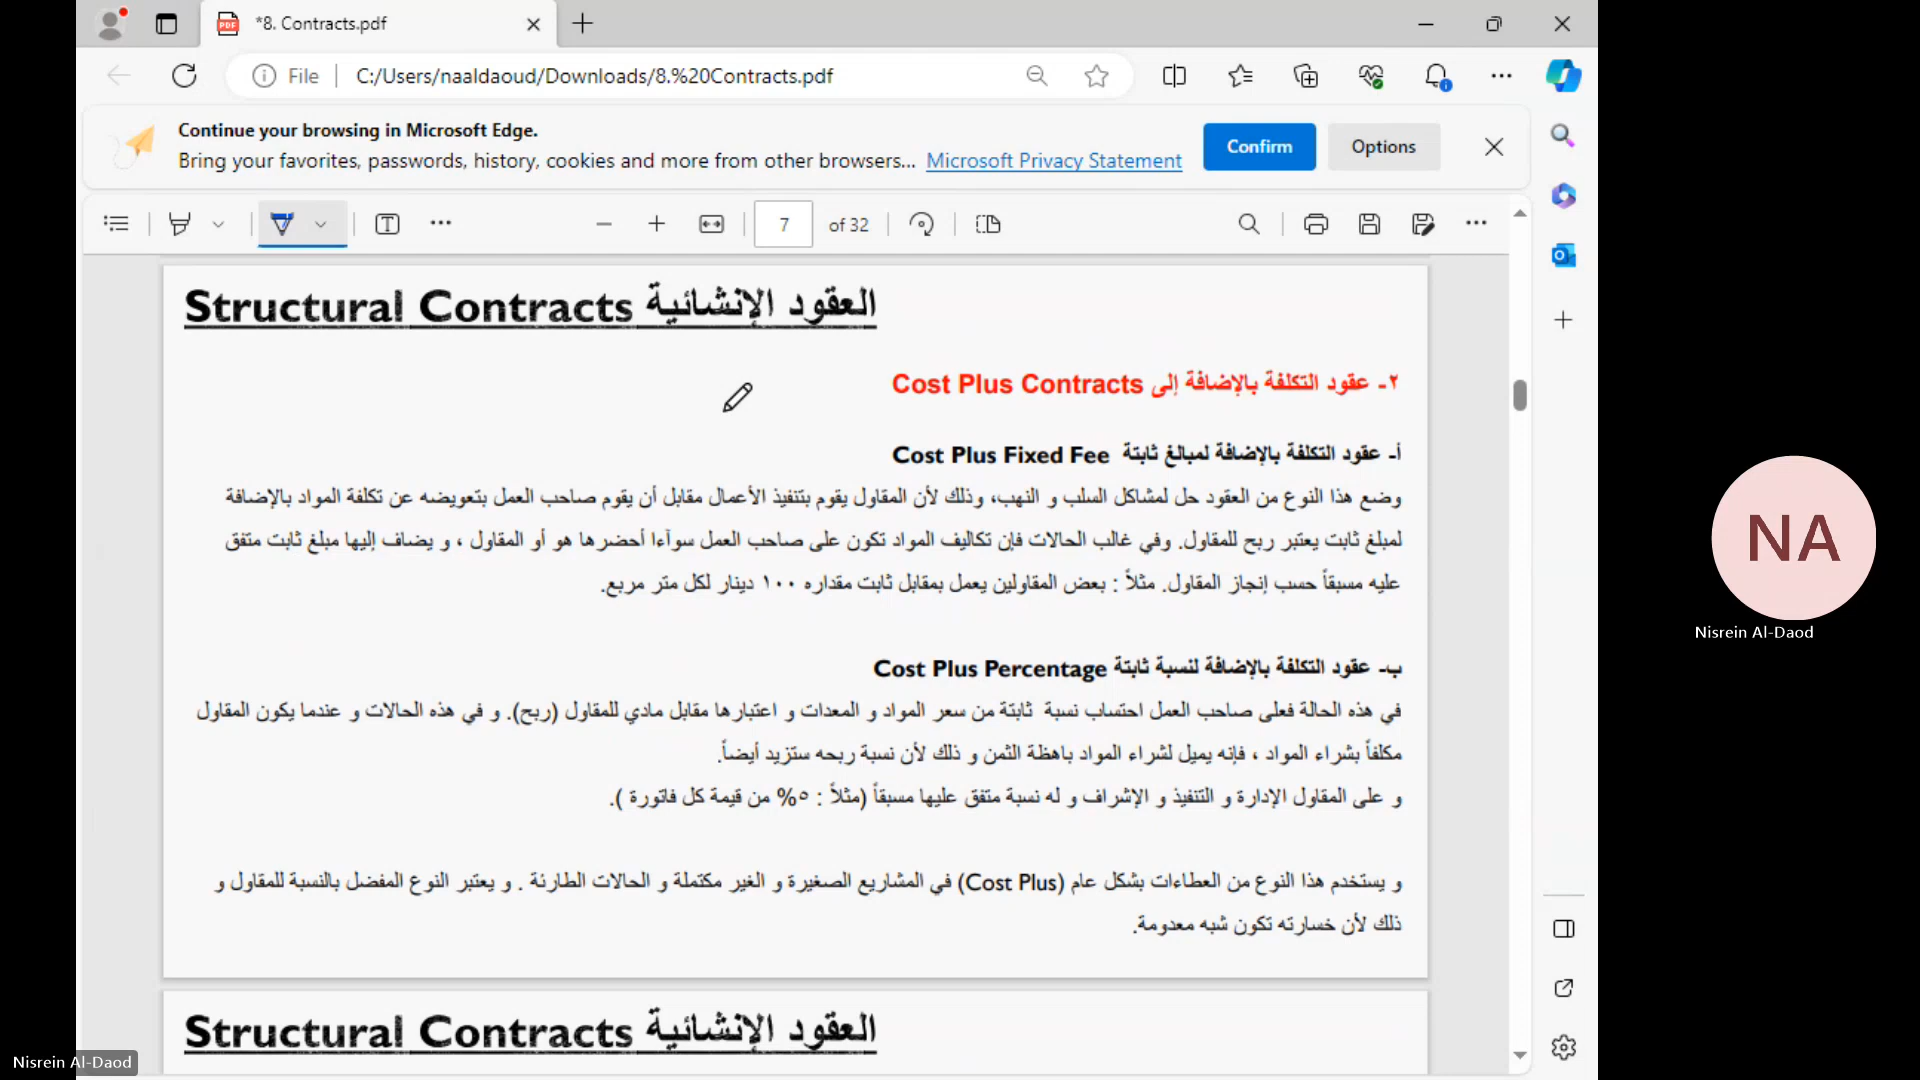 *8. Contracts.pdf
File
C:/Users/naaldaoud/Downloads/8.%20Contracts.pdf
Continue your browsing in Microsoft Edge.
Bring your favorites, passwords, history, cookies and more from other browsers... Microsoft Privacy Statement
Confirm
Options
7 of 32
Structural Contracts العقود الإنشائية
٢- عقود التكلفة بالإضافة إلى Cost Plus Contracts
أ- عقود التكلفة بالإضافة لمبالغ ثابتة Cost Plus Fixed Fee
وضع هذا النوع من العقود حل لمشاكل السلب و النهب، وذلك لأن المقاول يقوم بتنفيذ الأعمال مقابل أن يقوم صاحب العمل بتعويضه عن تكلفة المواد بالإضافة
لمبلغ ثابت يعتبر ربح للمقاول. وفي غالب الحالات فإن تكاليف المواد تكون على صاحب العمل سوآءا أحضرها هو أو المقاول ، و يضاف إليها مبلغ ثابت متفق
عليه مسبقاً حسب إنجاز المقاول. مثلاً : بعض المقاولين يعمل بمقابل ثابت مقداره ١٠٠ دينار لكل متر مربع.
ب- عقود التكلفة بالإضافة لنسبة ثابتة Cost Plus Percentage
في هذه الحالة فعلى صاحب العمل احتساب نسبة ثابتة من سعر المواد و المعدات و اعتبارها مقابل مادي للمقاول (ربح). و في هذه الحالات و عندما يكون المقاول
مكلفاً بشراء المواد ، فإنه يميل لشراء المواد باهظة الثمن و ذلك لأن نسبة ربحه ستزيد أيضاً.
و على المقاول الإدارة و التنفيذ و الإشراف و له نسبة متفق عليها مسبقاً (مثلاً : ٥% من قيمة كل فاتورة ).
و يستخدم هذا النوع من العطاءات بشكل عام (Cost Plus) في المشاريع الصغيرة و الغير مكتملة و الحالات الطارئة . و يعتبر النوع المفضل بالنسبة للمقاول و
ذلك لأن خسارته تكون شبه معدومة.
Structural Contracts العقود الإنشائية
NA
Nisrein Al-Daod
Nisrein Al-Daod